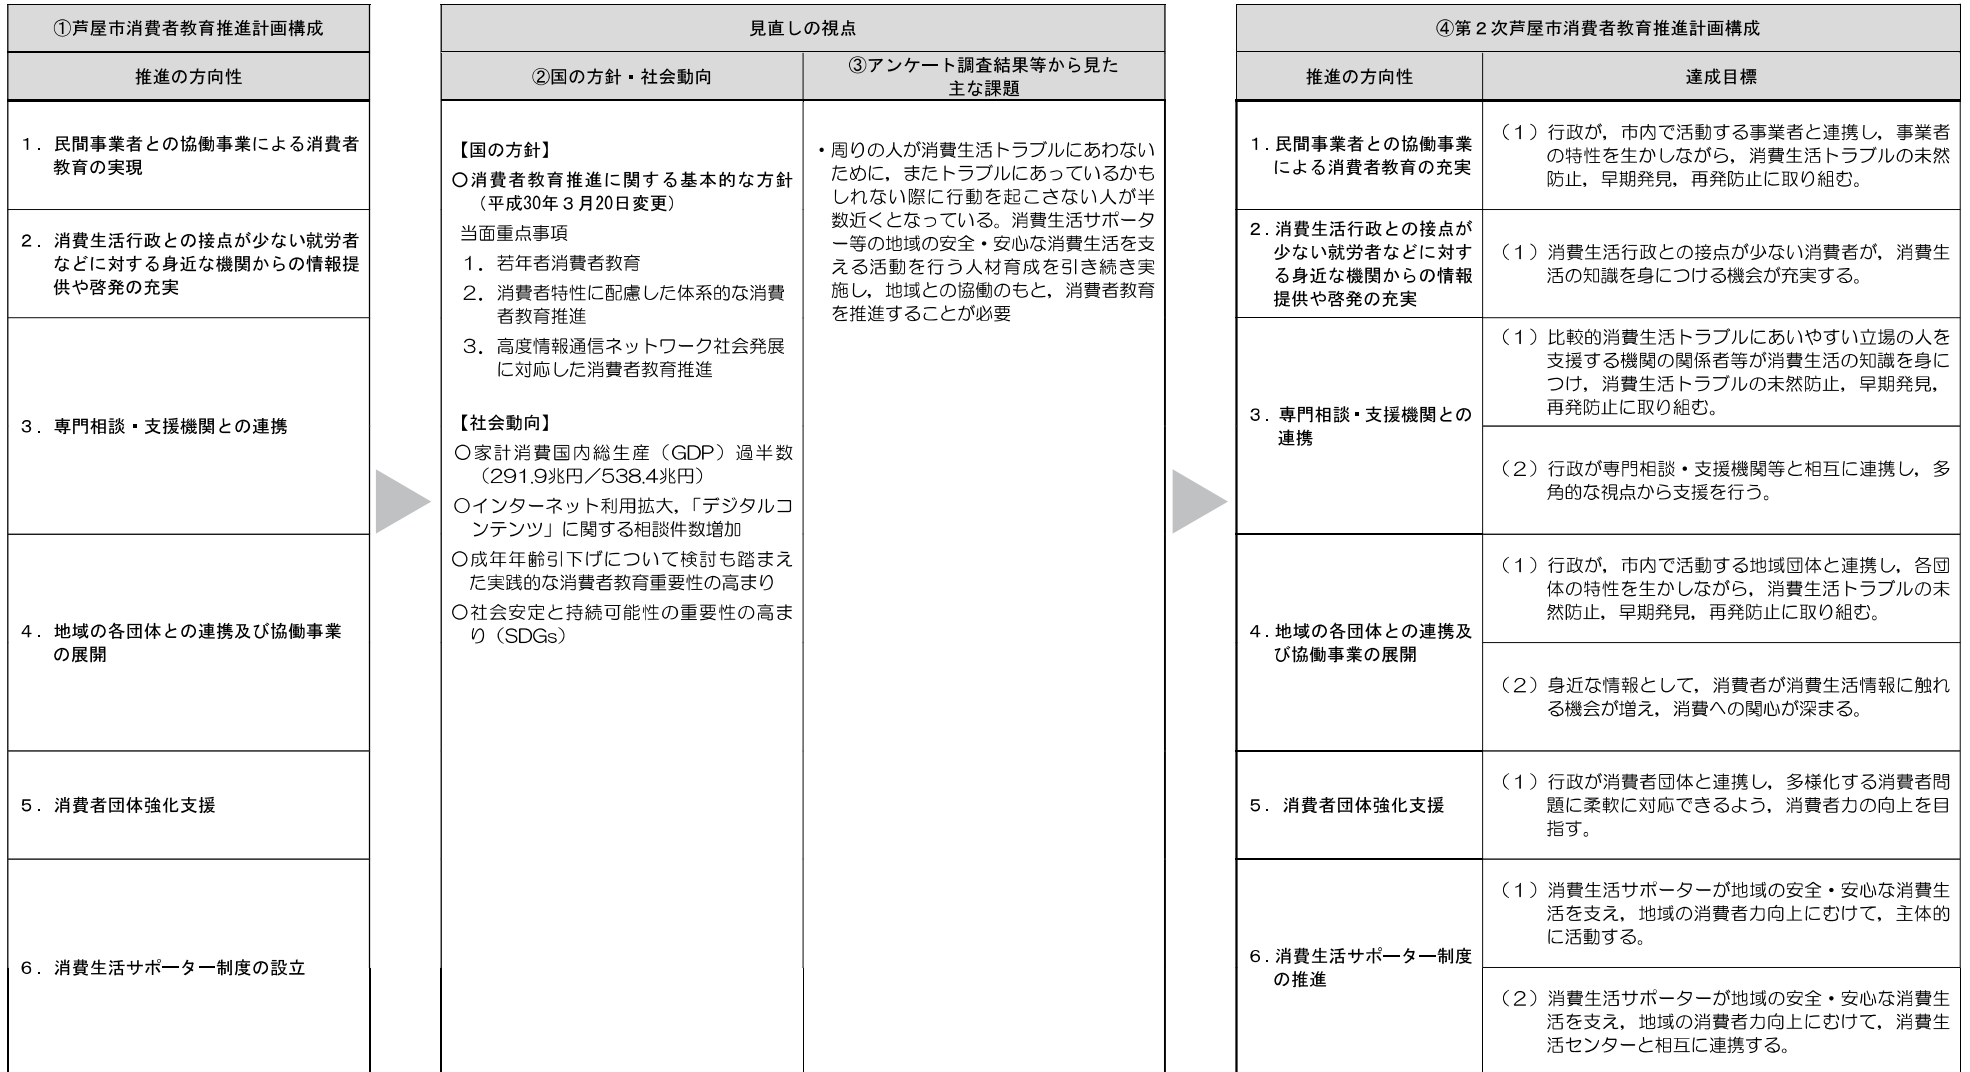 ①芦屋市消費者教育推進計画構成
推進の方向性
１．民間事業者との協働事業による消費者
教育の実現
２．消費生活行政との接点が少ない就労者
などに対する身近な機関からの情報提
供や啓発の充実
３．専門相談・支援機関との連携
４．地域の各団体との連携及び協働事業
の展開
５．消費者団体強化支援
６．消費生活サポーター制度の設立
見直しの視点
②国の方針・社会動向
【国の方針】
○消費者教育推進に関する基本的な方針
（平成30年３月20日変更）
当面重点事項
１．若年者消費者教育
２．消費者特性に配慮した体系的な消費
者教育推進
３．高度情報通信ネットワーク社会発展
に対応した消費者教育推進
【社会動向】
○家計消費国内総生産（GDP）過半数
（291.9兆円／538.4兆円）
○インターネット利用拡大，「デジタルコ
ンテンツ」に関する相談件数増加
○成年年齢引下げについて検討も踏まえ
た実践的な消費者教育重要性の高まり
○社会安定と持続可能性の重要性の高ま
り（SDGs）
③アンケート調査結果等から見た
主な課題
・周りの人が消費生活トラブルにあわない
ために，またトラブルにあっているかも
しれない際に行動を起こさない人が半
数近くとなっている。消費生活サポータ
ー等の地域の安全・安心な消費生活を支
える活動を行う人材育成を引き続き実
施し，地域との協働のもと，消費者教育
を推進することが必要
④第２次芦屋市消費者教育推進計画構成
推進の方向性
達成目標
１．民間事業者との協働事業
による消費者教育の充実
（１）行政が，市内で活動する事業者と連携し，事業者
の特性を生かしながら，消費生活トラブルの未然
防止，早期発見，再発防止に取り組む。
２．消費生活行政との接点が
少ない就労者などに対す
る身近な機関からの情報
提供や啓発の充実
（１）消費生活行政との接点が少ない消費者が，消費生
活の知識を身につける機会が充実する。
３．専門相談・支援機関との
連携
（１）比較的消費生活トラブルにあいやすい立場の人を
支援する機関の関係者等が消費生活の知識を身に
つけ，消費生活トラブルの未然防止，早期発見，
再発防止に取り組む。
（２）行政が専門相談・支援機関等と相互に連携し，多
角的な視点から支援を行う。
４．地域の各団体との連携及
び協働事業の展開
（１）行政が，市内で活動する地域団体と連携し，各団
体の特性を生かしながら，消費生活トラブルの未
然防止，早期発見，再発防止に取り組む。
（２）身近な情報として，消費者が消費生活情報に触れ
る機会が増え，消費への関心が深まる。
５．消費者団体強化支援
（１）行政が消費者団体と連携し，多様化する消費者問
題に柔軟に対応できるよう，消費者力の向上を目
指す。
６．消費生活サポーター制度
の推進
（１）消費生活サポーターが地域の安全・安心な消費生
活を支え，地域の消費者力向上にむけて，主体的
に活動する。
（２）消費生活サポーターが地域の安全・安心な消費生
活を支え，地域の消費者力向上にむけて，消費生
活センターと相互に連携する。